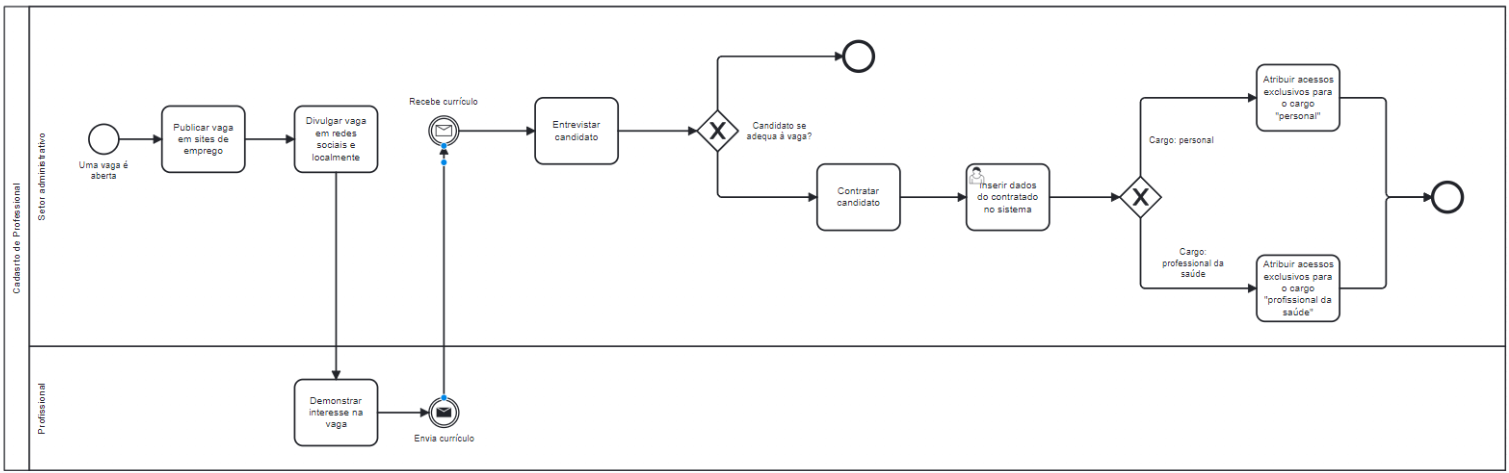 Cadasrto de Professional
Setor administrativo
Uma vaga é
aberta
Publicar vaga
em sites de
emprego
Divulgar vaga
em redes
sociais e
localmente
Recebe currículo
Entrevistar
candidato
Candidato se
adequa à vaga?
Contratar
candidato
Inserir dados
do contratado
no sistema
Cargo: personal
Atribuir acessos
exclusivos para
o cargo
"personal"
Cargo:
professional da
saúde
Atribuir acessos
exclusivos para
o cargo
"profissional da
saúde"
Profissional
Demonstrar
interesse na
vaga
Envia currículo